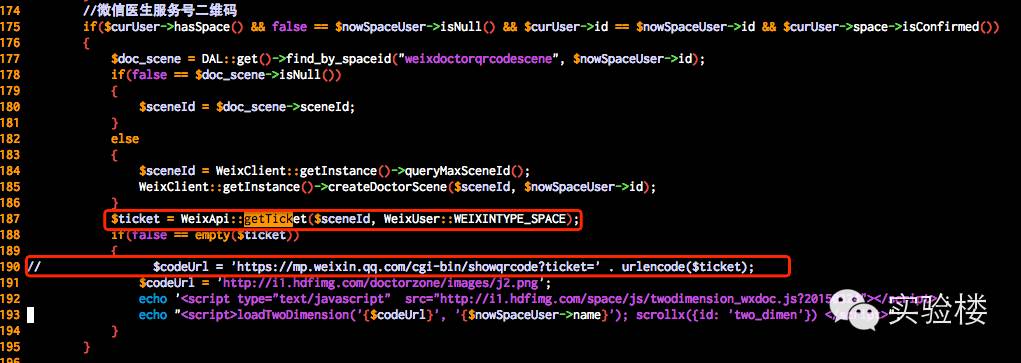 174 //微信医生服务号二维码
175 if($curUser->hasSpace() && false == $nowSpaceUser->isNull() && $curUser->id == $nowSpaceUser->id && $curUser->space->isConfirmed())
176 {
177 $doc_scene = DAL::get()->find_by_spaceid("weixdoctorqrcodescene", $nowSpaceUser->id);
178 if(false == $doc_scene->isNull())
179 {
180 $sceneId = $doc_scene->sceneId;
181 }
182 else
183 {
184 $sceneId = WeixClient::getInstance()->queryMaxSceneId();
185 WeixClient::getInstance()->createDoctorScene($sceneId, $nowSpaceUser->id);
186 }
187 $ticket = WeixApi::getTicket($sceneId, WeixUser::WEIXINTYPE_SPACE);
188 if(false == empty($ticket))
189 {
190 // $codeUrl = 'https://mp.weixin.qq.com/cgi-bin/showqrcode?ticket=' . urlencode($ticket);
191 $codeUrl = 'http://i1.hdfimg.com/doctorzone/images/j2.png';
192 echo '<script type="text/javascript" src="http://i1.hdfimg.com/space/js/twodimension_wxdoc.js?2015
193 echo "<script>loadTwoDimension('{$codeUrl}', '{$nowSpaceUser->name}'); scrollx({id: 'two_dimen'})
194 }
195 }
196
实验楼